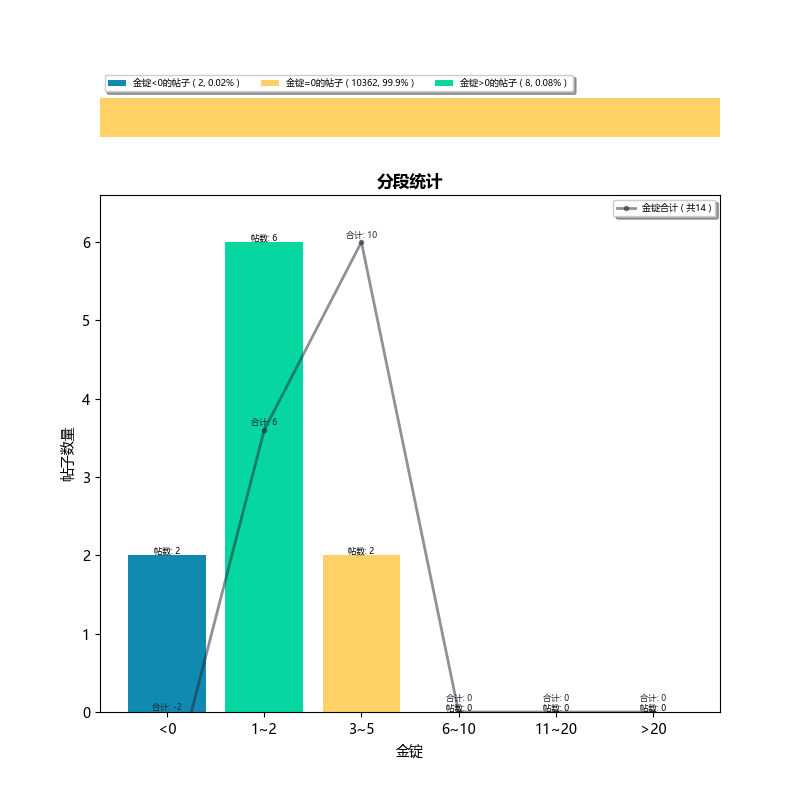 金锭<0的帖子 ( 2, 0.02% ) 金锭=0的帖子 ( 10362, 99.9% ) 金锭>0的帖子 ( 8, 0.08% )
分段统计
金锭合计 ( 共14 )
帖子数量
6
5
4
3
2
1
0
帖数: 6
合计: 10
合计: 6
帖数: 2
帖数: 2
合计: -2
合计: 0
帖数: 0
合计: 0
帖数: 0
合计: 0
帖数: 0
<0 1~2 3~5 6~10 11~20 >20
金锭